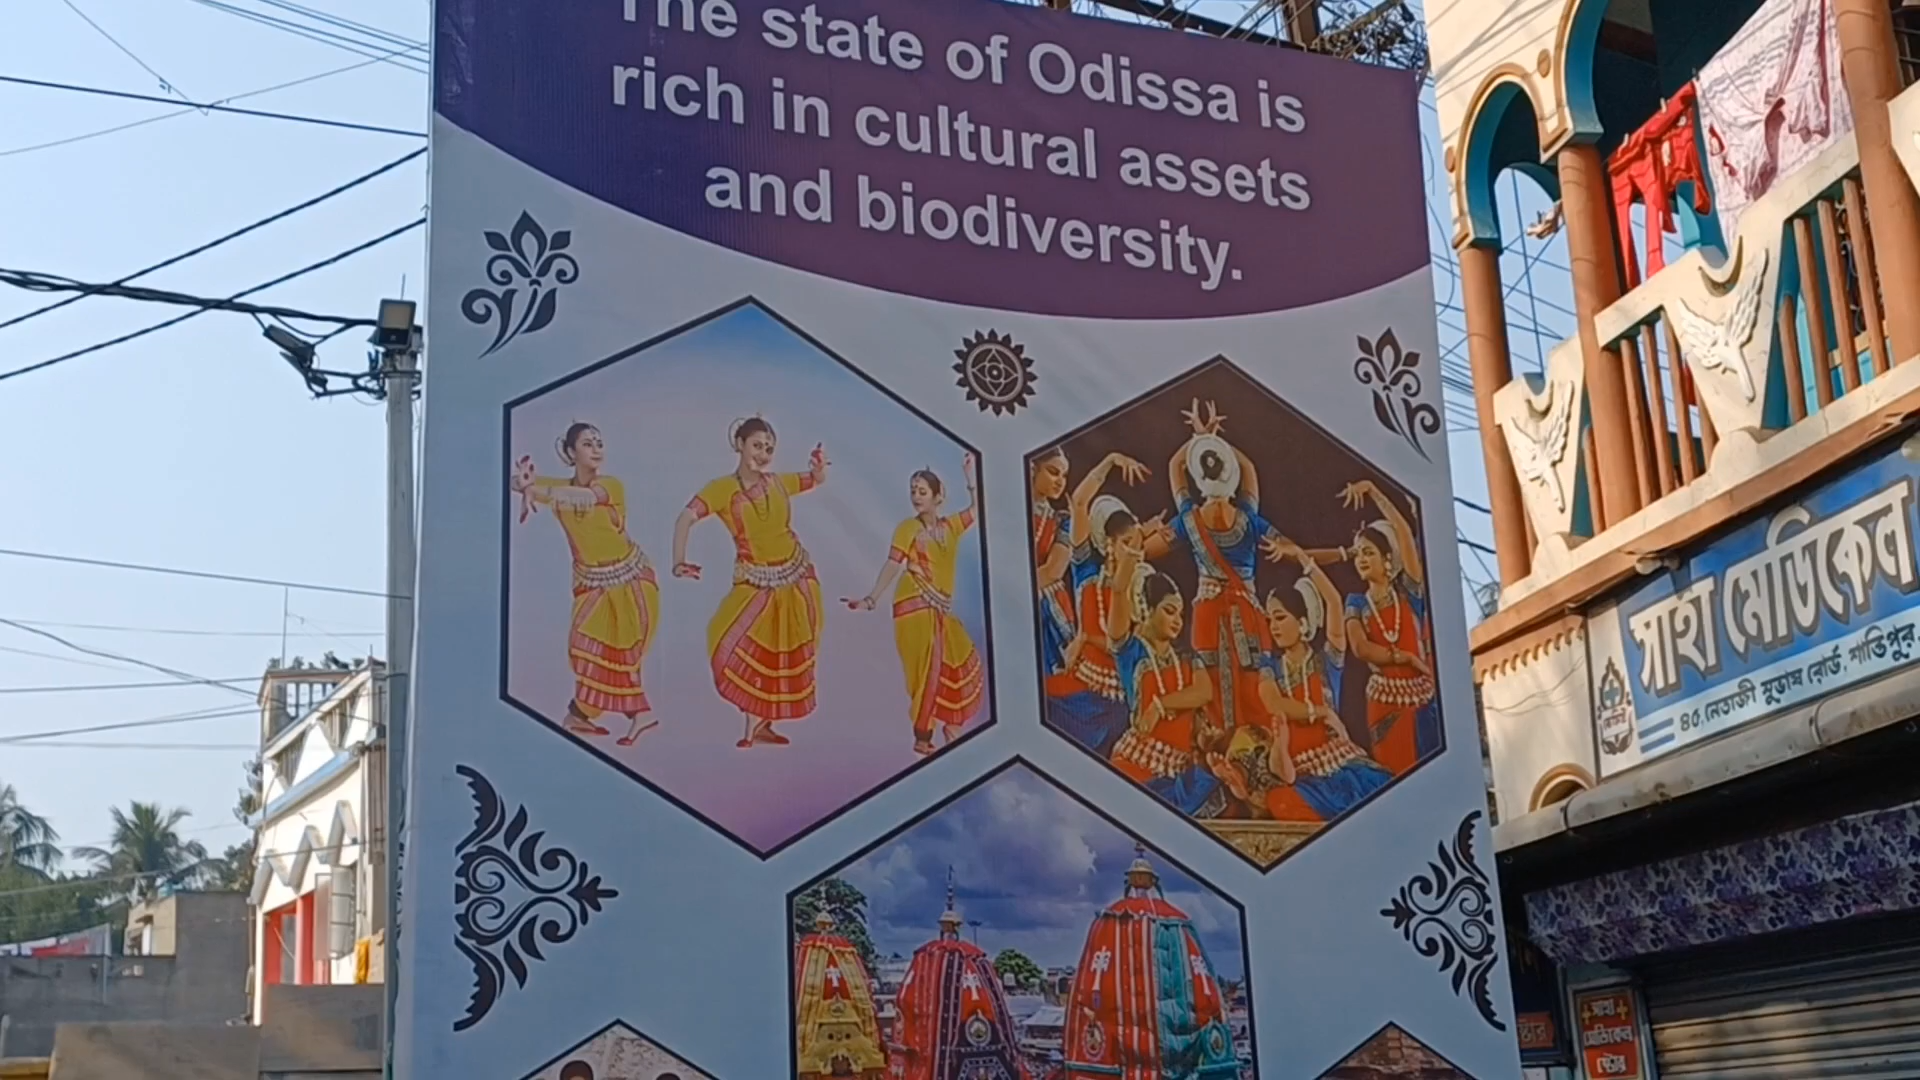 The state of Odissa is
rich in cultural assets
and biodiversity.
সাহা মেডিকেল
৪৫, নেতাজী সুভাষ রোড, শান্তিপুর,
সাহা
মেডিকেল
ষ্টোর